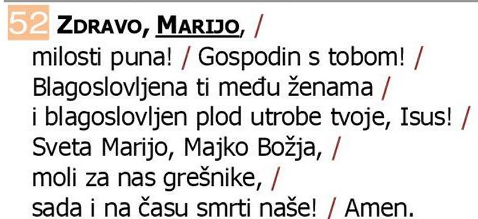 52 ZDRAVO, MARIJO, /
milosti puna! / Gospodin s tobom! /
Blagoslovljena ti među ženama /
i blagoslovljen plod utrobe tvoje, Isus! /
Sveta Marijo, Majko Božja, /
moli za nas grešnike, /
sada i na času smrti naše! / Amen.